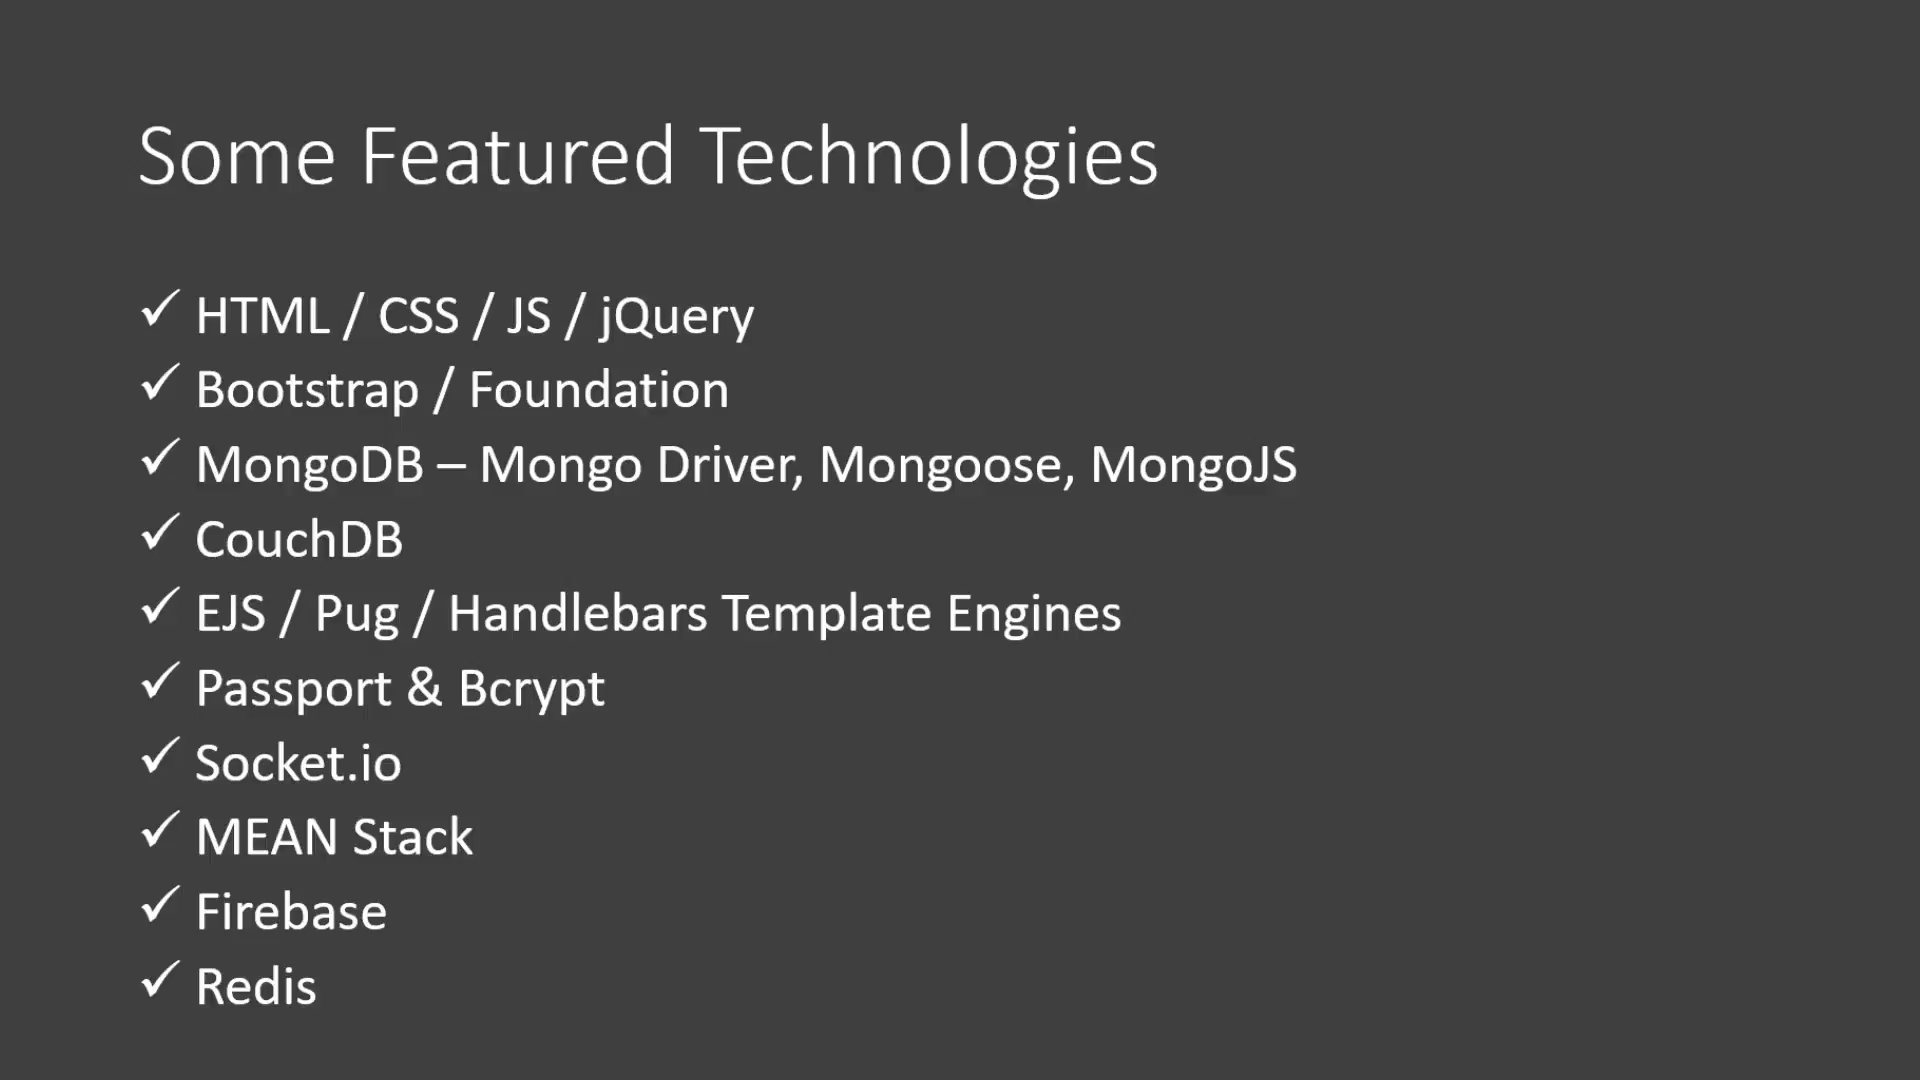 Some Featured Technologies
✓ HTML / CSS / JS / jQuery
✓ Bootstrap / Foundation
✓ MongoDB – Mongo Driver, Mongoose, MongoJS
✓ CouchDB
✓ EJS / Pug / Handlebars Template Engines
✓ Passport & Bcrypt
✓ Socket.io
✓ MEAN Stack
✓ Firebase
✓ Redis